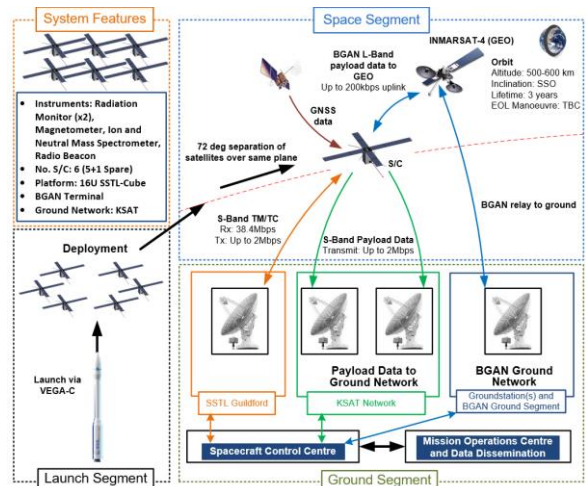 System Features
Instruments: Radiation
Monitor (x2),
Magnetometer, Ion and
Neutral Mass Spectrometer,
Radio Beacon
No. S/C: 6 (5+1 Spare)
Platform: 16U SSTL-Cube
BGAN Terminal
Ground Network: KSAT
Deployment
Launch via
VEGA-C
Launch Segment
Space Segment
BGAN L-Band
payload data to
GEO
Up to 200kbps uplink
INMARSAT-4 (GEO)
Orbit
Altitude: 500-600 km
Inclination: SSO
Lifetime: 3 years
EOL Manoeuvre: TBC
GNSS
data
72 deg separation of
satellites over same plane
S/C
BGAN relay to ground
S-Band TM/TC
Rx: 38.4Mbps
Tx: Up to 2Mbps
S-Band Payload Data
Transmit: Up to 2Mbps
Payload Data to
Ground Network
BGAN Ground
Network
SSTL Guildford
KSAT Network
Groundstation(s) and
BGAN Ground Segment
Spacecraft Control Centre
Mission Operations Centre
and Data Dissemination
Ground Segment